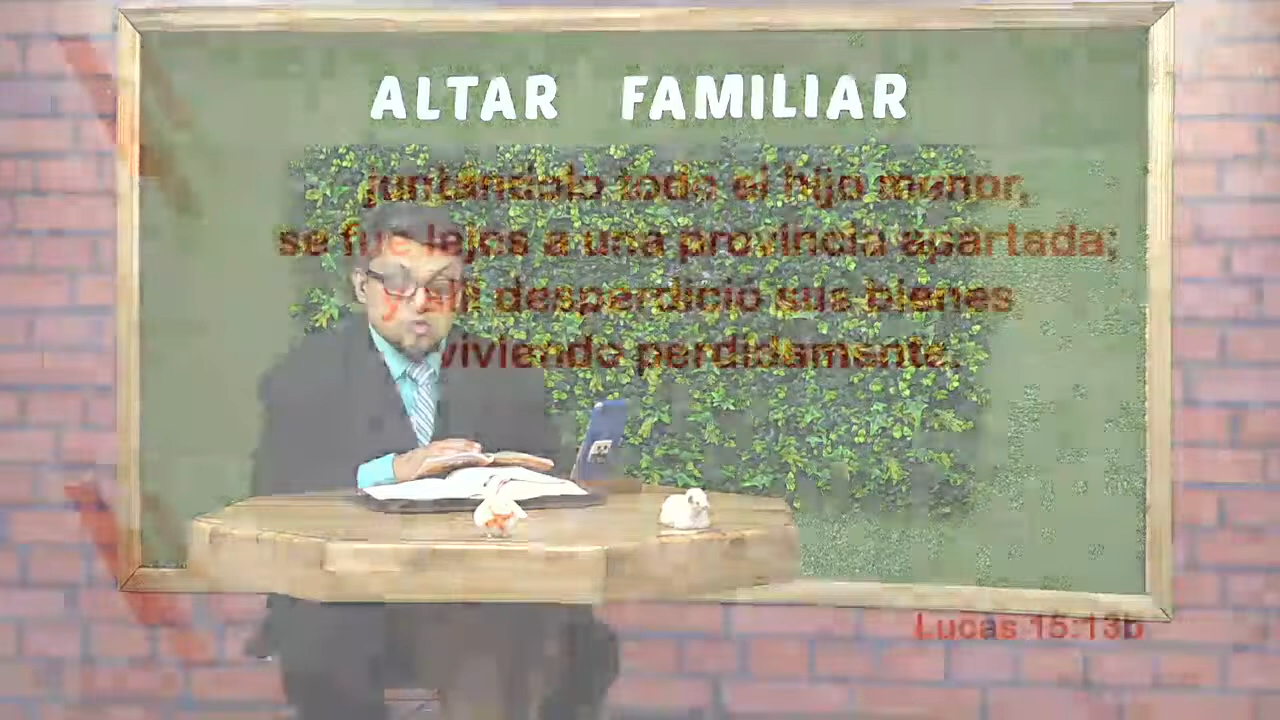 ALTAR FAMILIAR
juntándolo todo el hijo menor,
se fue lejos a una provincia apartada;
y allí desperdició sus bienes
viviendo perdidamente.
Lucas 15:13b